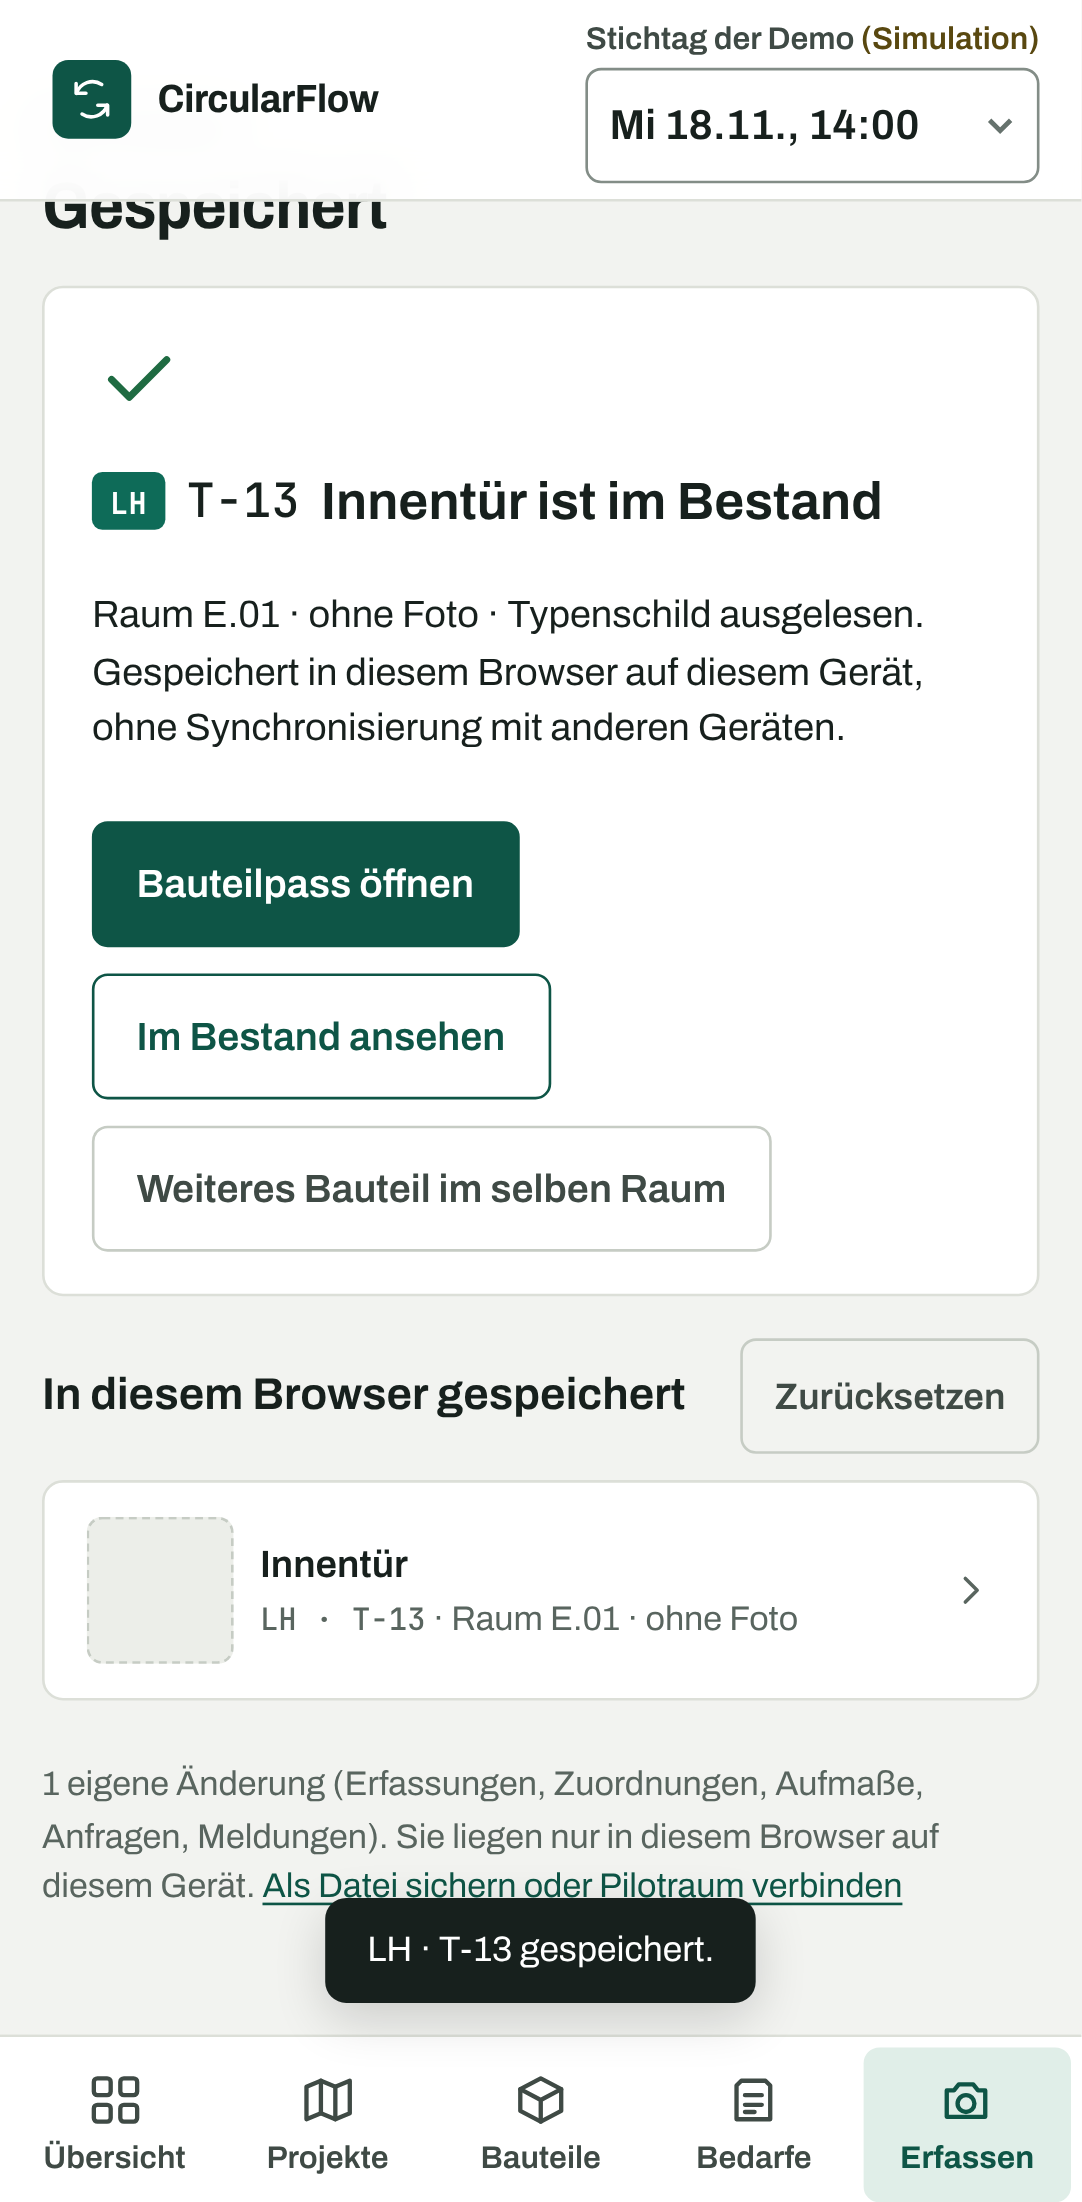 Stichtag der Demo (Simulation)
CircularFlow
Mi 18.11., 14:00
Gespeichert
LH T-13 Innentür ist im Bestand
Raum E.01 · ohne Foto · Typenschild ausgelesen.
Gespeichert in diesem Browser auf diesem Gerät,
ohne Synchronisierung mit anderen Geräten.
Bauteilpass öffnen
Im Bestand ansehen
Weiteres Bauteil im selben Raum
In diesem Browser gespeichert
Zurücksetzen
Innentür
LH · T-13 · Raum E.01 · ohne Foto
1 eigene Änderung (Erfassungen, Zuordnungen, Aufmaße,
Anfragen, Meldungen). Sie liegen nur in diesem Browser auf
diesem Gerät. Als Datei sichern oder Pilotraum verbinden
LH · T-13 gespeichert.
Übersicht
Projekte
Bauteile
Bedarfe
Erfassen